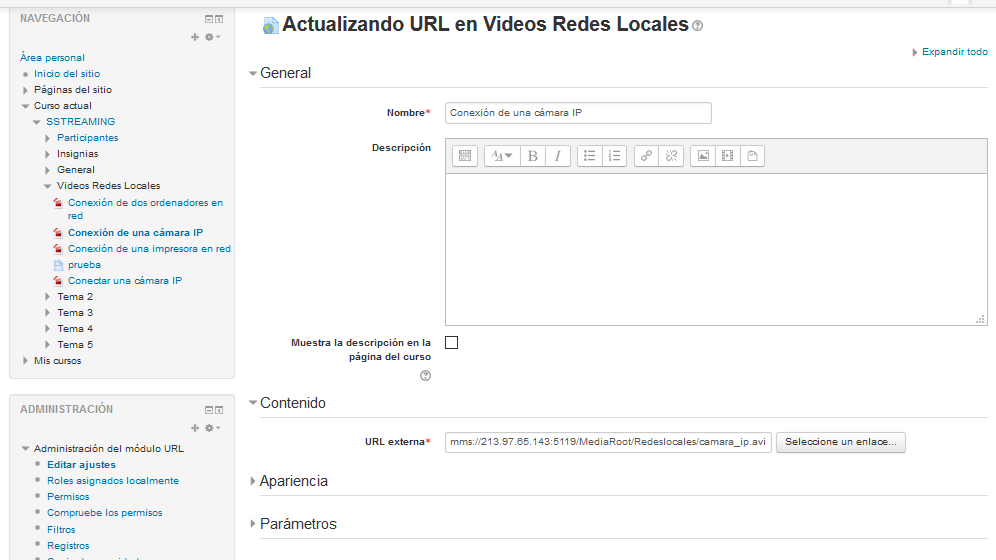 NAVEGACIÓN
Área personal
Inicio del sitio
Páginas del sitio
Curso actual
SSTREAMING
Participantes
Insignias
General
Videos Redes Locales
Conexión de dos ordenadores en
red
Conexión de una cámara IP
Conexión de una impresora en red
prueba
Conectar una cámara IP
Tema 2
Tema 3
Tema 4
Tema 5
Mis cursos
ADMINISTRACIÓN
Administración del módulo URL
Editar ajustes
Roles asignados localmente
Permisos
Compruebe los permisos
Filtros
Registros
Actualizando URL en Videos Redes Locales
Expandir todo
General
Nombre* Conexión de una cámara IP
Descripción
Muestra la descripción en la
página del curso
Contenido
URL externa* mms://213.97.65.143:5119/MediaRoot/Redeslocales/camara_ip.avi Seleccione un enlace...
Apariencia
Parámetros